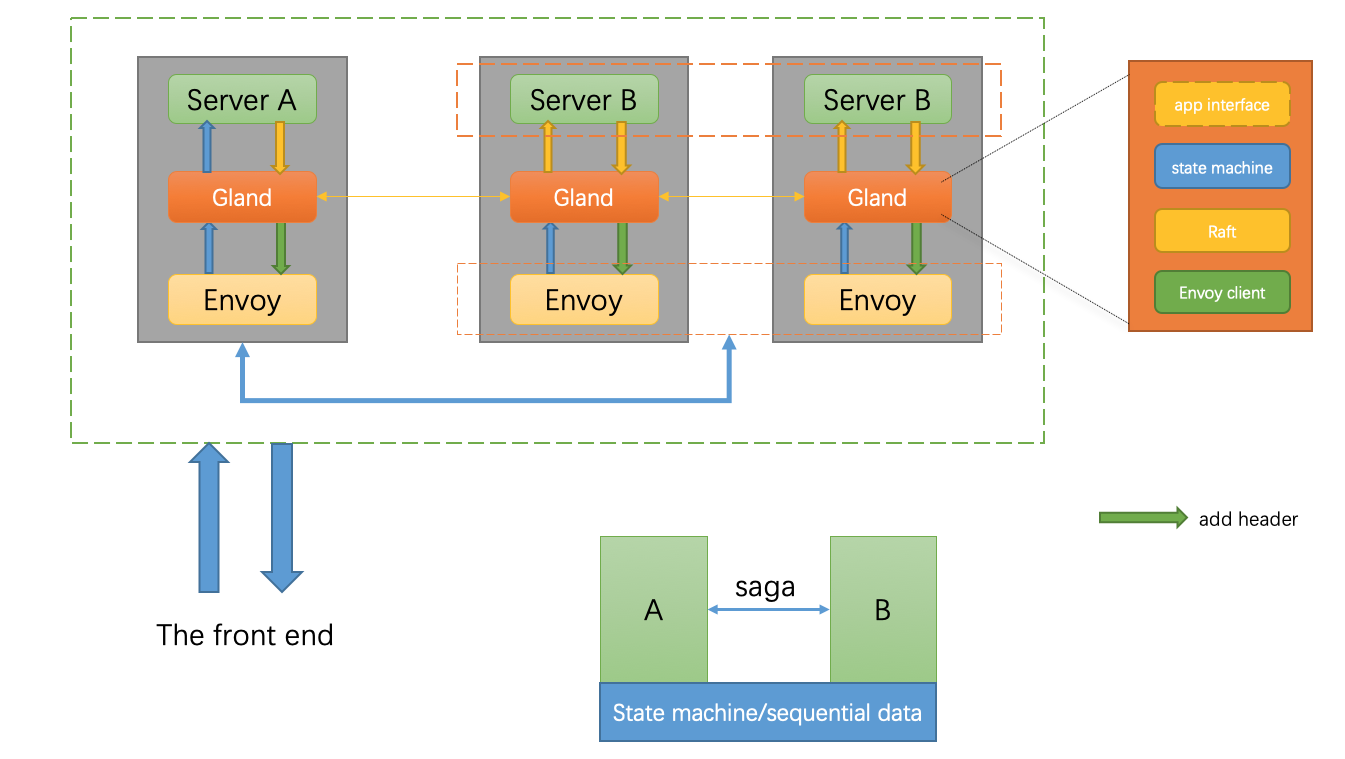 Server A
Server B
Server B
app interface
state machine
Gland
Gland
Gland
Raft
Envoy
Envoy
Envoy
Envoy client
add header
saga
A
B
The front end
State machine/sequential data